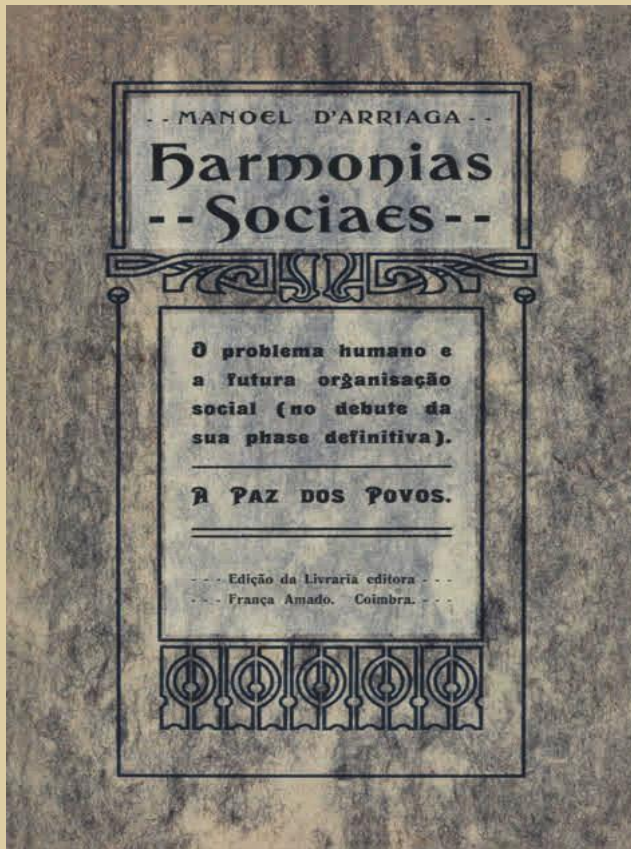 - - MANOEL D'ARRIAGA - -
Harmonias
- - Sociaes - -
O problema humano e
a futura organisação
social (no debute da
sua phase definitiva).
A PAZ DOS POVOS.
- - - Edição da Livraria editora - - -
- - - França Amado. Coimbra. - - -